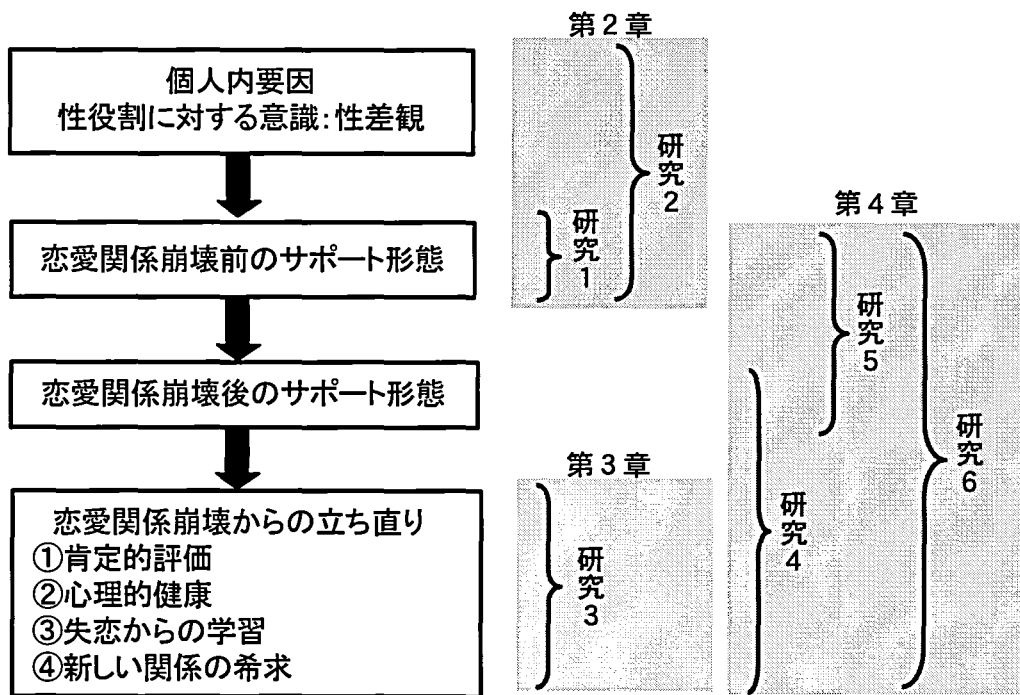 第2章
個人内要因
性役割に対する意識:性差観
研究2
研究1
第4章
恋愛関係崩壊前のサポート形態
研究5
恋愛関係崩壊後のサポート形態
研究6
研究4
第3章
恋愛関係崩壊からの立ち直り
①肯定的評価
②心理的健康
③失恋からの学習
④新しい関係の希求
研究3